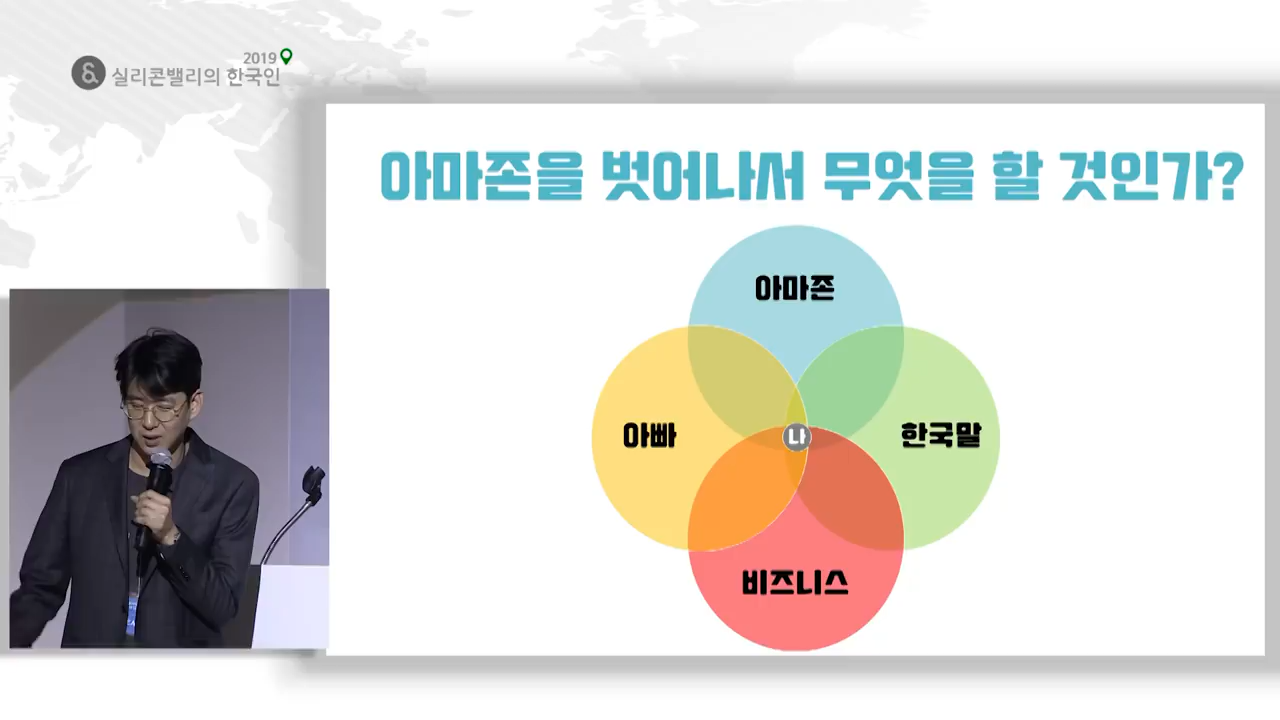 2019
& 실리콘밸리의 한국인
아마존을 벗어나서 무엇을 할 것인가?
아마존
아빠
나
한국말
비즈니스